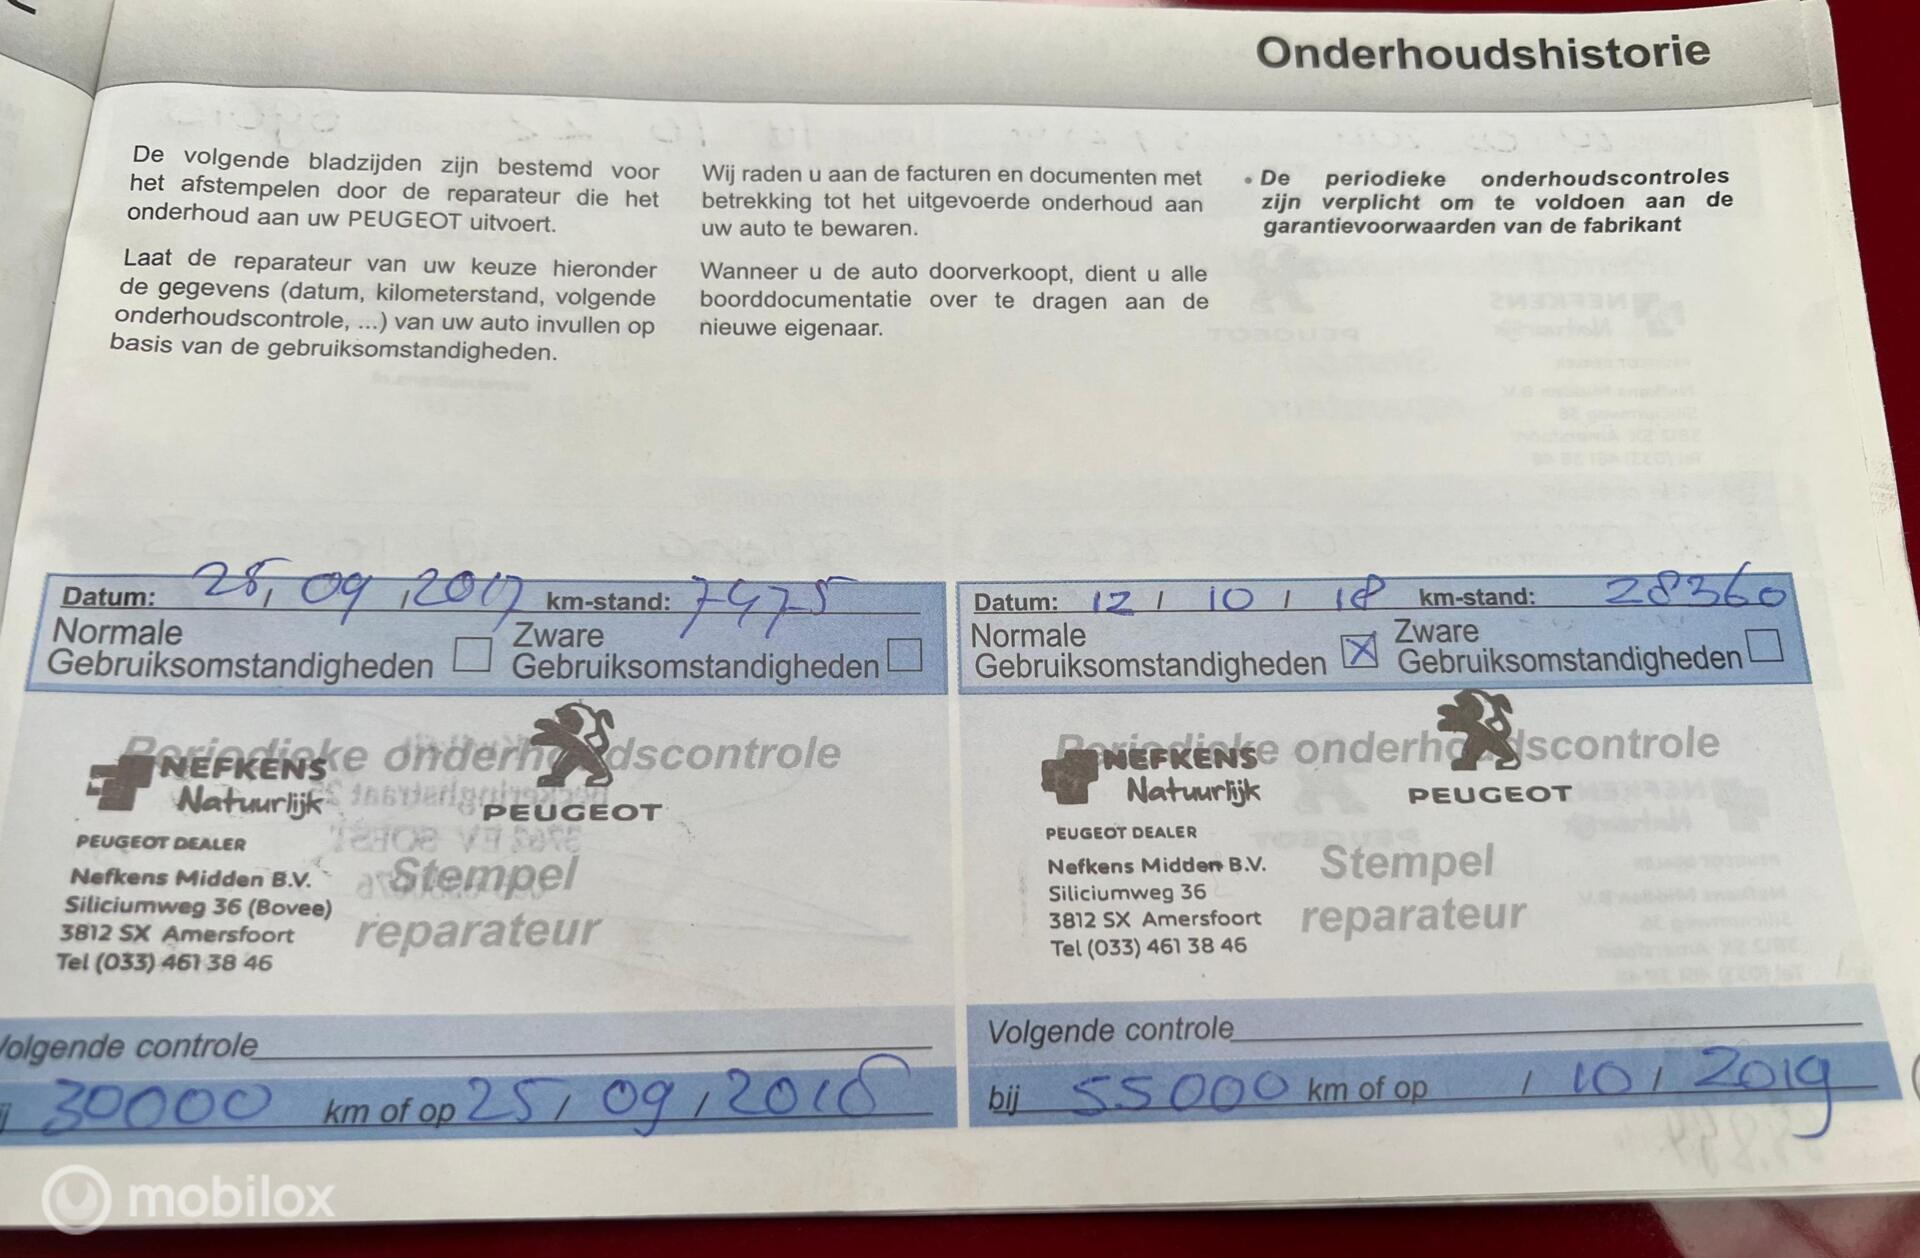 Onderhoudshistorie
De volgende bladzijden zijn bestemd voor
het afstempelen door de reparateur die het
onderhoud aan uw PEUGEOT uitvoert.
Laat de reparateur van uw keuze hieronder
de gegevens (datum, kilometerstand, volgende
onderhoudscontrole, ...) van uw auto invullen op
basis van de gebruiksomstandigheden.
Wij raden u aan de facturen en documenten met
betrekking tot het uitgevoerde onderhoud aan
uw auto te bewaren.
Wanneer u de auto doorverkoopt, dient u alle
boorddocumentatie over te dragen aan de
nieuwe eigenaar.
• De periodieke onderhoudscontroles
zijn verplicht om te voldoen aan de
garantievoorwaarden van de fabrikant
Datum: 25, 09, 2017 km-stand: 7475
Normale
Gebruiksomstandigheden
Zware
Gebruiksomstandigheden
Periodieke onderhoudscontrole
NEFKENS
Natuurlijk
PEUGEOT
PEUGEOT DEALER
Nefkens Midden B.V.
Siliciumweg 36 (Bovee)
3812 SX Amersfoort
Tel (033) 461 38 46
Stempel
reparateur
Volgende controle
30000 km of op 25, 09, 2018
Datum: 12 / 10 / 18 km-stand: 28360
Normale
Gebruiksomstandigheden X
Zware
Gebruiksomstandigheden
Periodieke onderhoudscontrole
NEFKENS
Natuurlijk
PEUGEOT
PEUGEOT DEALER
Nefkens Midden B.V.
Siliciumweg 36
3812 SX Amersfoort
Tel (033) 461 38 46
Stempel
reparateur
Volgende controle
bij 55000 km of op / 10 / 2019
mobilox